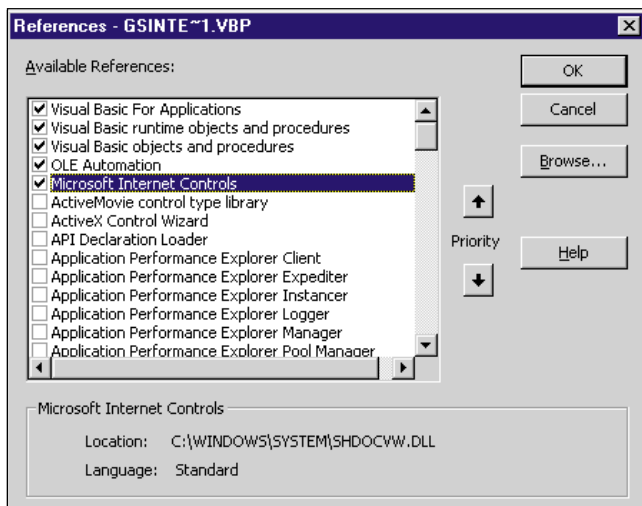 References - GSINTE~1.VBP
Available References:
Visual Basic For Applications
Visual Basic runtime objects and procedures
Visual Basic objects and procedures
OLE Automation
Microsoft Internet Controls
ActiveMovie control type library
ActiveX Control Wizard
API Declaration Loader
Application Performance Explorer Client
Application Performance Explorer Expediter
Application Performance Explorer Instancer
Application Performance Explorer Logger
Application Performance Explorer Manager
Application Performance Explorer Pool Manager
OK
Cancel
Browse...
Priority
Help
Microsoft Internet Controls
Location: C:\WINDOWS\SYSTEM\SHDOCVW.DLL
Language: Standard